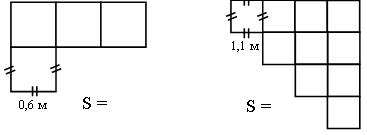 0,6 м
S =
1,1 м
S =